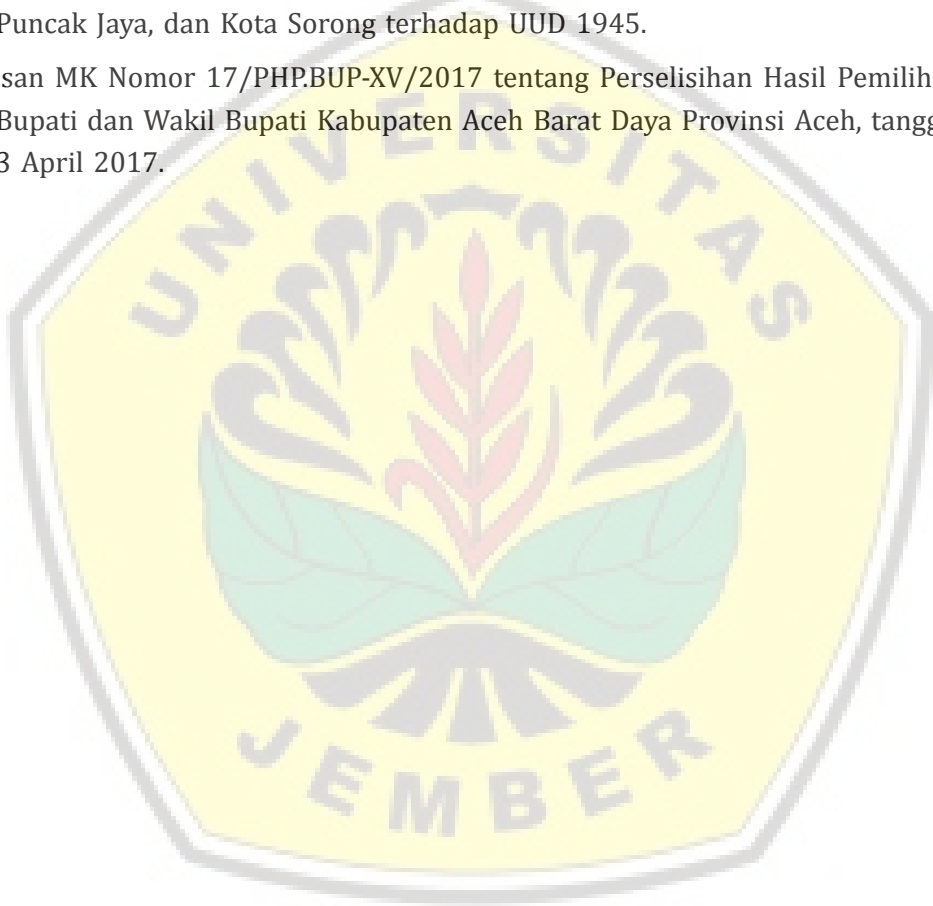 Puncak Jaya, dan Kota Sorong terhadap UUD 1945.
san MK Nomor 17/PHP.BUP-XV/2017 tentang Perselisihan Hasil Pemilih
Bupati dan Wakil Bupati Kabupaten Aceh Barat Daya Provinsi Aceh, tangg
3 April 2017.
UNIVERSITAS
JEMBER